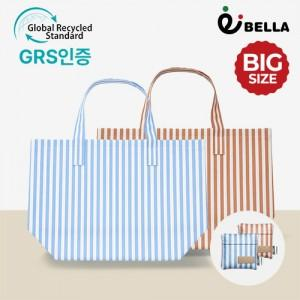 Global Recycled
Standard
GRS인증
BELLA
BIG
SIZE